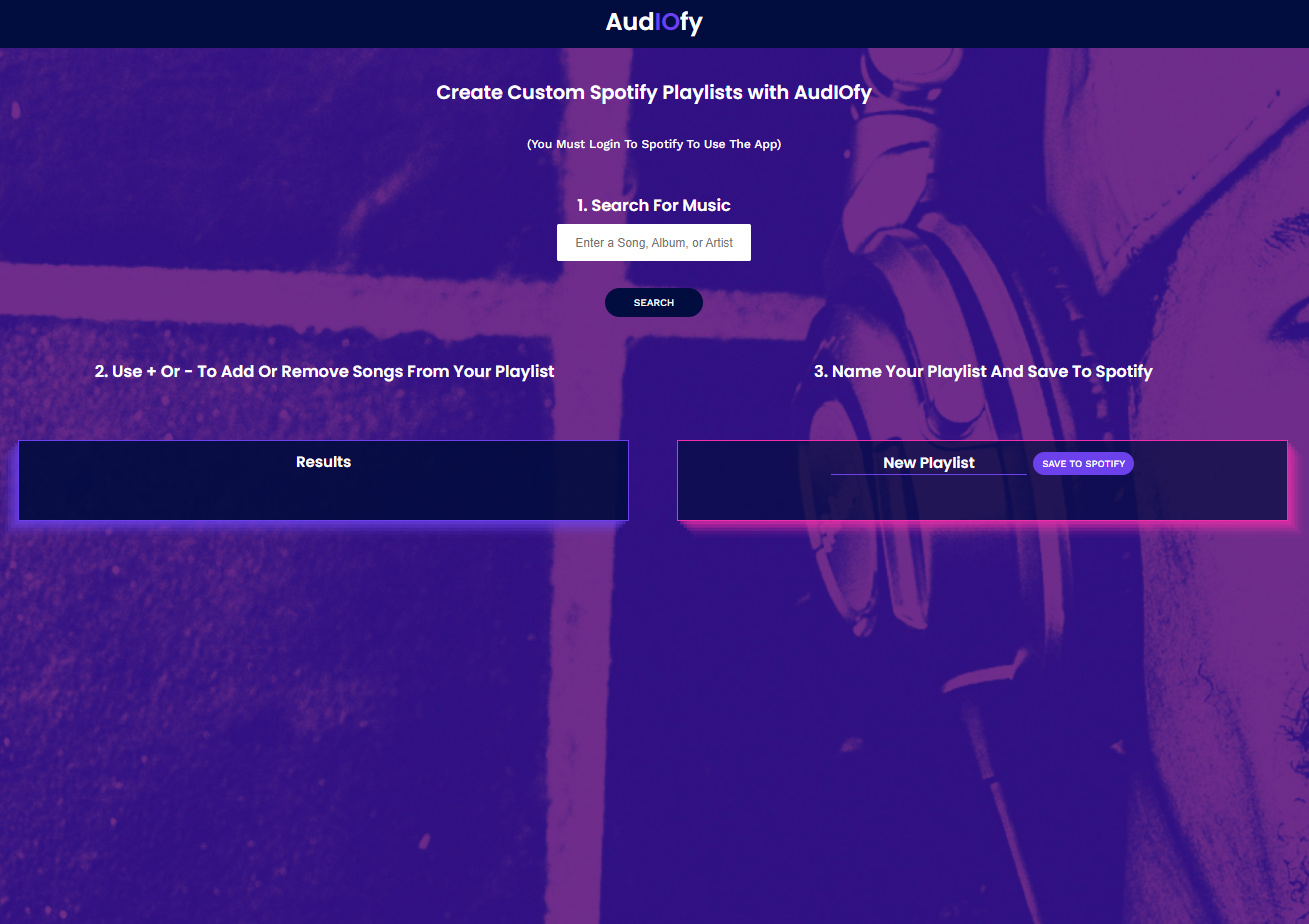 AudIOfy
Create Custom Spotify Playlists with AudIOfy
(You Must Login To Spotify To Use The App)
1. Search For Music
Enter a Song, Album, or Artist
SEARCH
2. Use + Or - To Add Or Remove Songs From Your Playlist
3. Name Your Playlist And Save To Spotify
Results
New Playlist
SAVE TO SPOTIFY